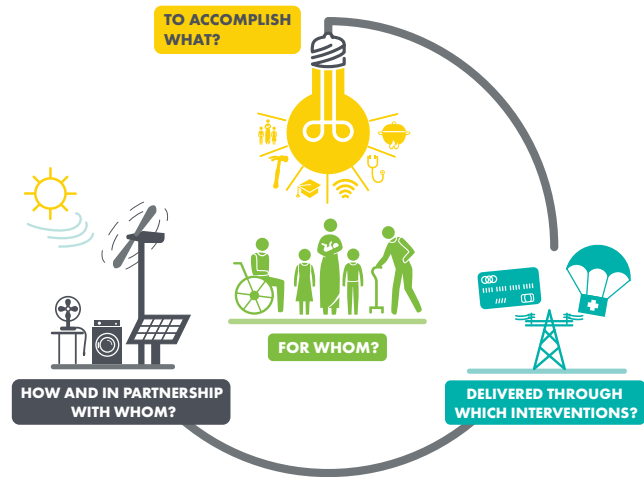 TO ACCOMPLISH
WHAT?
FOR WHOM?
HOW AND IN PARTNERSHIP
WITH WHOM?
DELIVERED THROUGH
WHICH INTERVENTIONS?